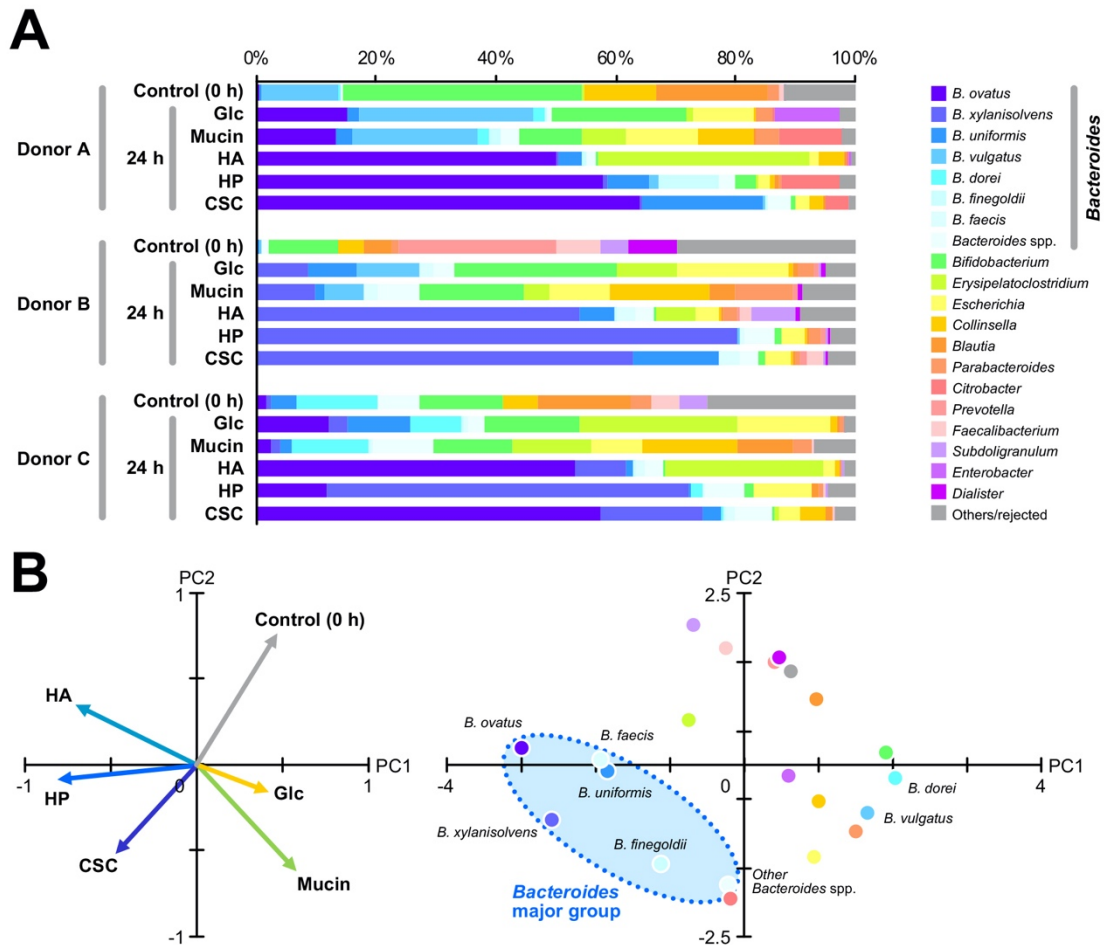 A
0% 20% 40% 60% 80% 100%
Donor A
24 h
Control (0 h)
Glc
Mucin
HA
HP
CSC
Donor B
24 h
Control (0 h)
Glc
Mucin
HA
HP
CSC
Donor C
24 h
Control (0 h)
Glc
Mucin
HA
HP
CSC
B. ovatus
B. xylanisolvens
B. uniformis
B. vulgatus
B. dorei
B. finegoldii
B. faecis
Bacteroides spp.
Bifidobacterium
Erysipelatoclostridium
Escherichia
Collinsella
Blautia
Parabacteroides
Citrobacter
Prevotella
Faecalibacterium
Subdoligranulum
Enterobacter
Dialister
Others/rejected
Bacteroides
B
PC2
1
Control (0 h)
HA
PC1
-1
0
1
HP
Glc
CSC
Mucin
-1
PC2
2.5
B. ovatus
B. faecis
PC1
-4
0
4
B. uniformis
B. dorei
B. xylanisolvens
B. vulgatus
B. finegoldii
Other
Bacteroides spp.
Bacteroides
major group
-2.5